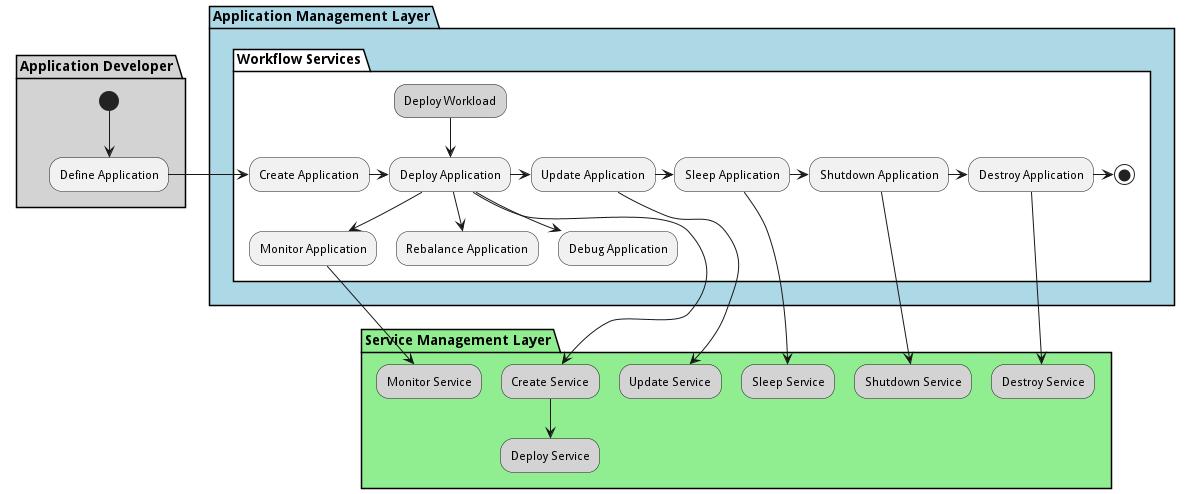 Application Management Layer
Workflow Services
Application Developer
Deploy Workload
Define Application
Create Application
Deploy Application
Update Application
Sleep Application
Shutdown Application
Destroy Application
Monitor Application
Rebalance Application
Debug Application
Service Management Layer
Monitor Service
Create Service
Update Service
Sleep Service
Shutdown Service
Destroy Service
Deploy Service